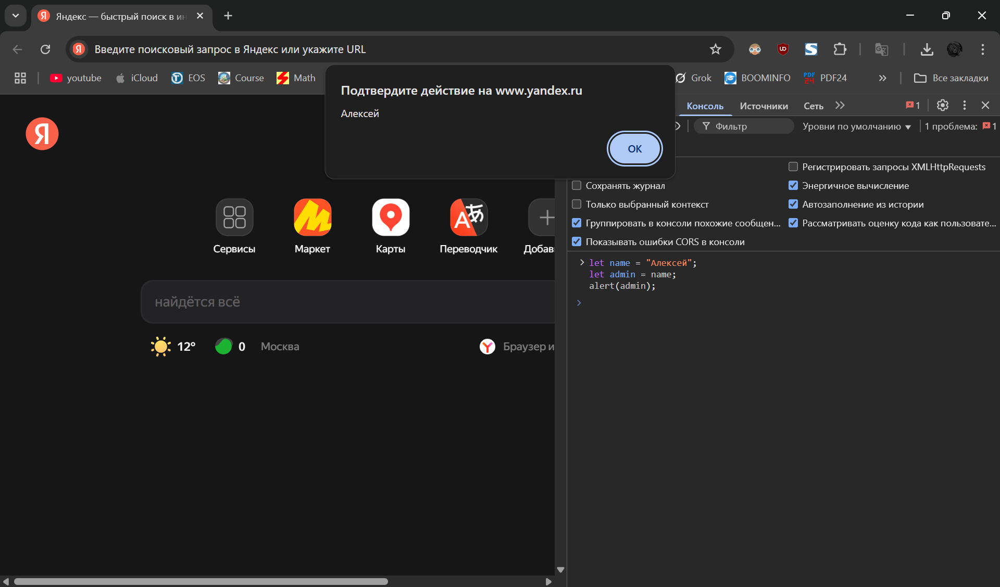 Яндекс — быстрый поиск в ин
Введите поисковый запрос в Яндекс или укажите URL
youtube
iCloud
EOS
Course
Math
Grok
BOOMINFO
PDF24
Все закладки
Подтвердите действие на www.yandex.ru
Алексей
ОК
Консоль
Источники
Сеть
1
Фильтр
Уровни по умолчанию
1 проблема: 1
Регистрировать запросы XMLHttpRequests
Сохранять журнал
Энергичное вычисление
Только выбранный контекст
Автозаполнение из истории
Группировать в консоли похожие сообщен...
Рассматривать оценку кода как пользовате...
Показывать ошибки CORS в консоли
let name = "Алексей";
let admin = name;
alert(admin);
Сервисы
Маркет
Карты
Переводчик
Добав
найдётся всё
12°
0
Москва
Браузер и